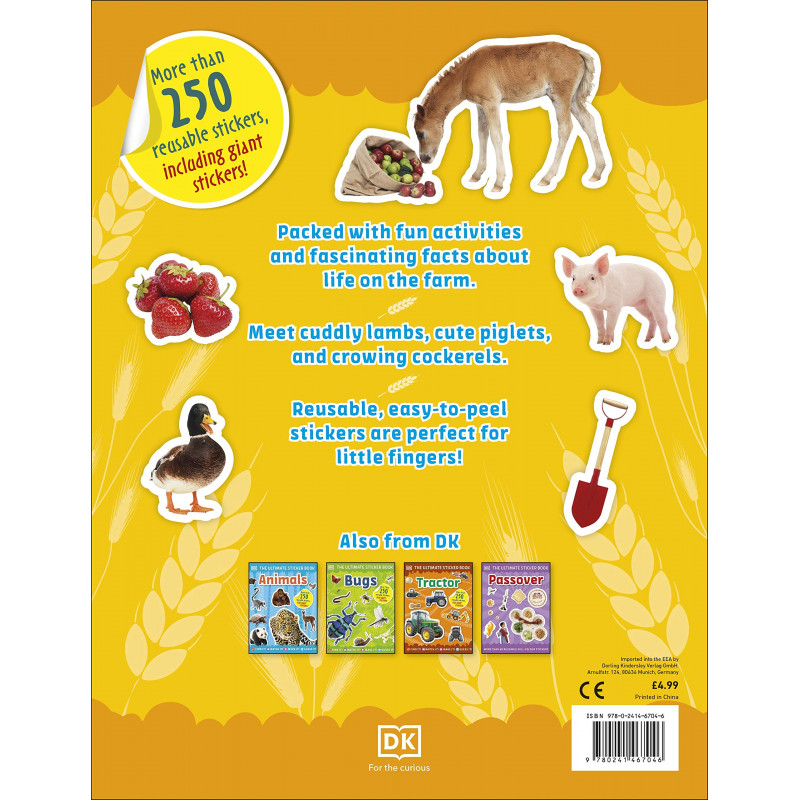 More than
250
reusable stickers,
including giant
stickers!
Packed with fun activities
and fascinating facts about
life on the farm.
Meet cuddly lambs, cute piglets,
and crowing cockerels.
Reusable, easy-to-peel
stickers are perfect for
little fingers!
Also from DK
THE ULTIMATE STICKER BOOK
Animals
THE ULTIMATE STICKER BOOK
Bugs
THE ULTIMATE STICKER BOOK
Tractor
THE ULTIMATE STICKER BOOK
Passover
Imported into the EEA by
Dorling Kindersley Verlag GmbH.
Arnulfstr. 124, 80636 Munich, Germany
CE
£4.99
Printed in China
ISBN 978-0-2414-6704-6
9 780241 467046
DK
For the curious